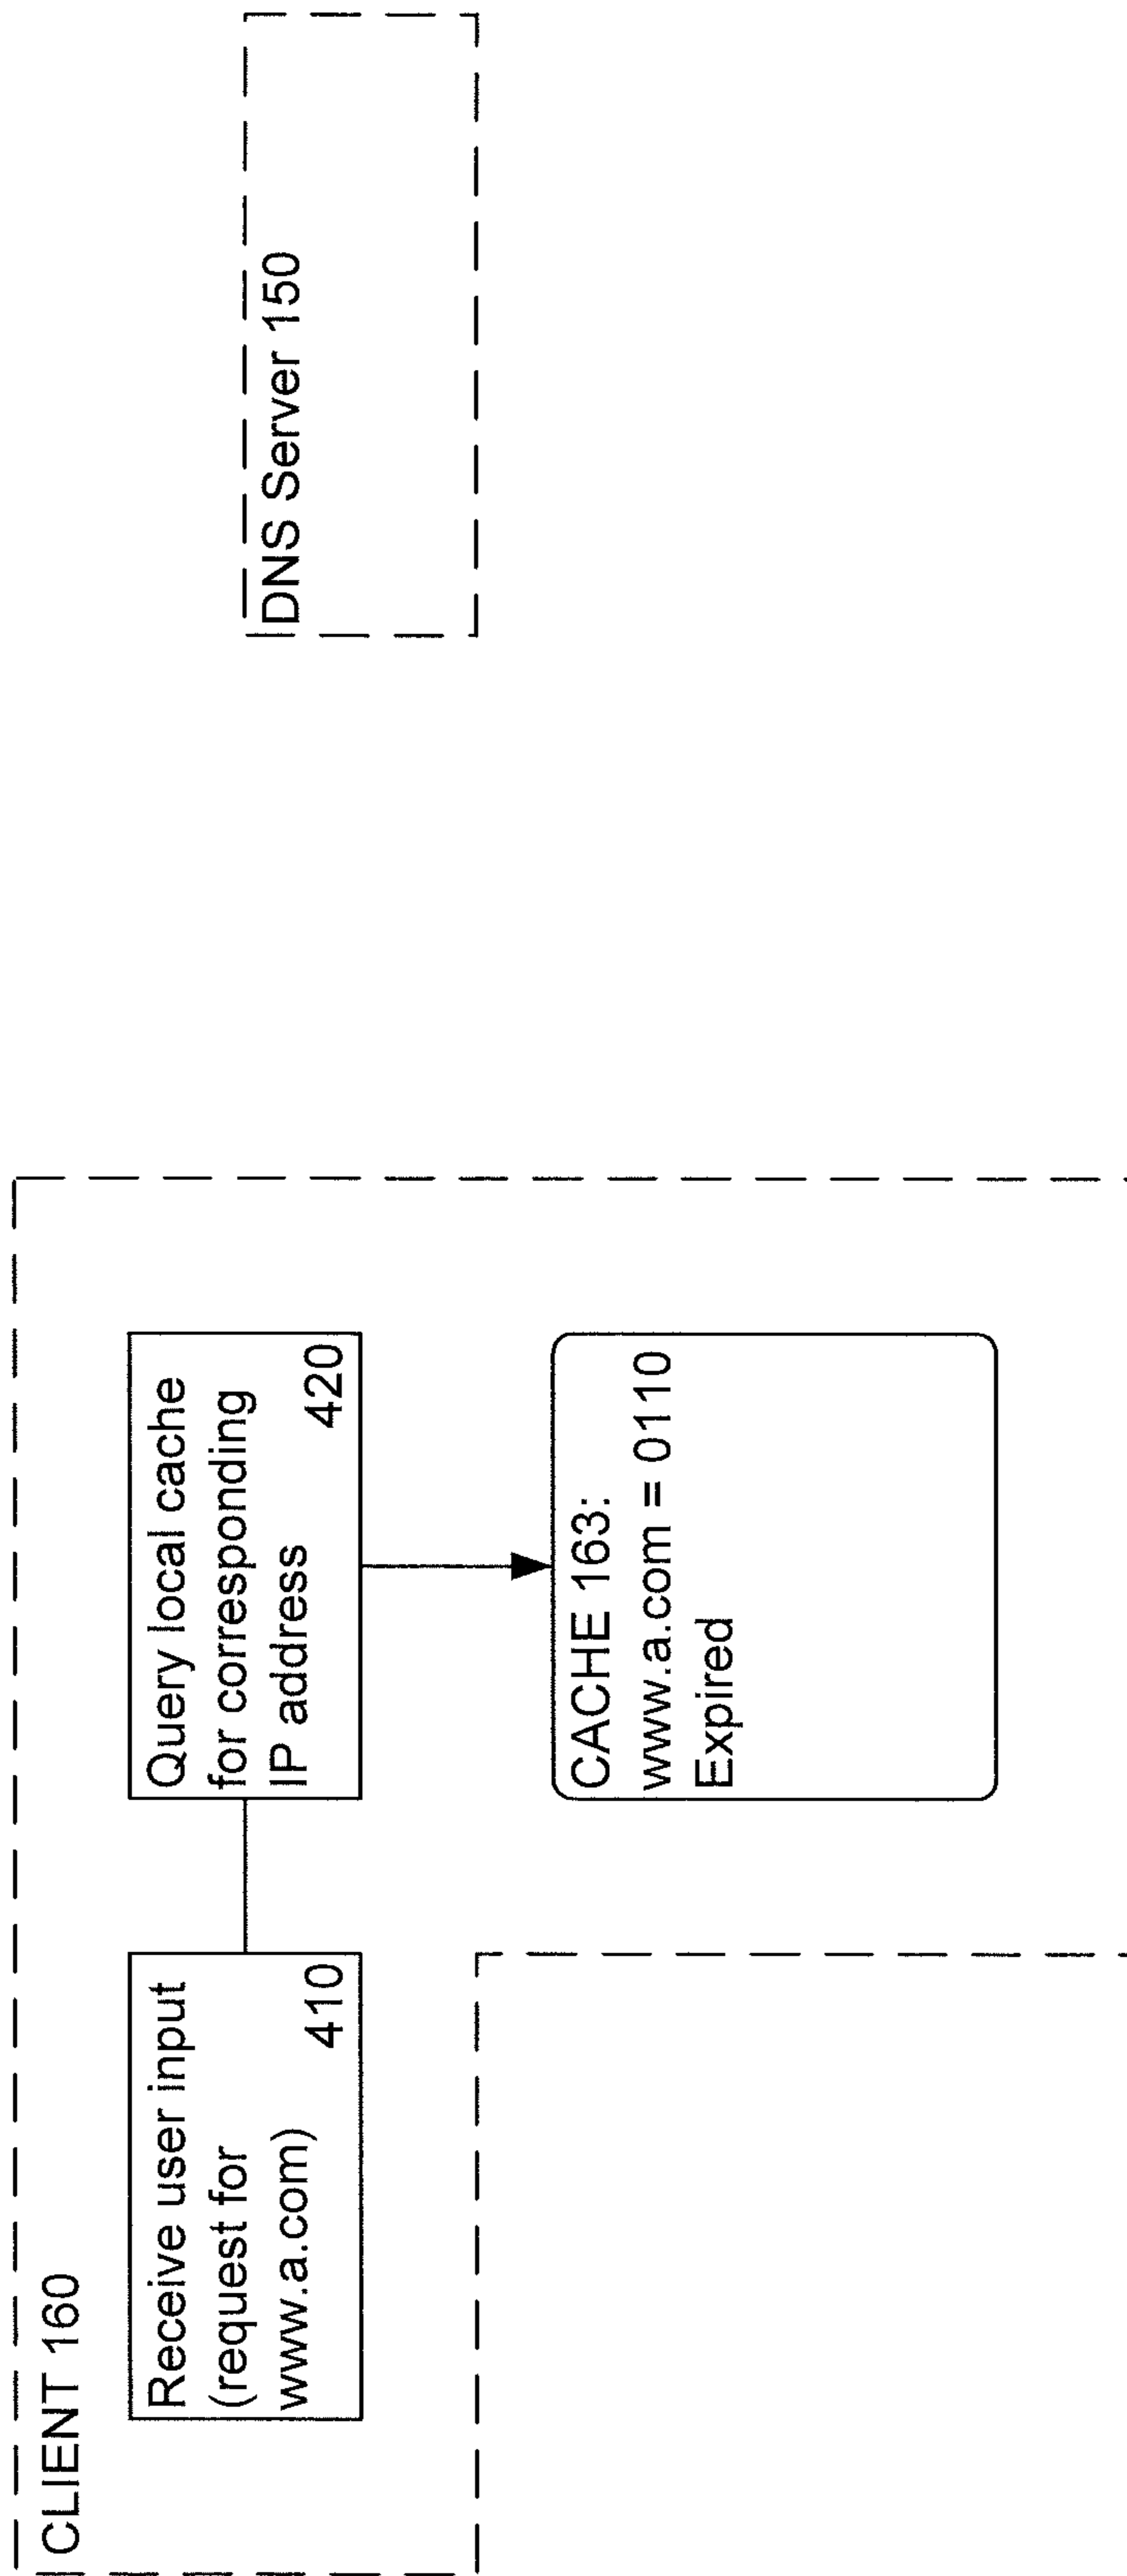 CLIENT 160
Receive user input
(request for
www.a.com)
410
Query local cache
for corresponding
IP address
420
CACHE 163:
www.a.com = 0110
Expired
DNS Server 150